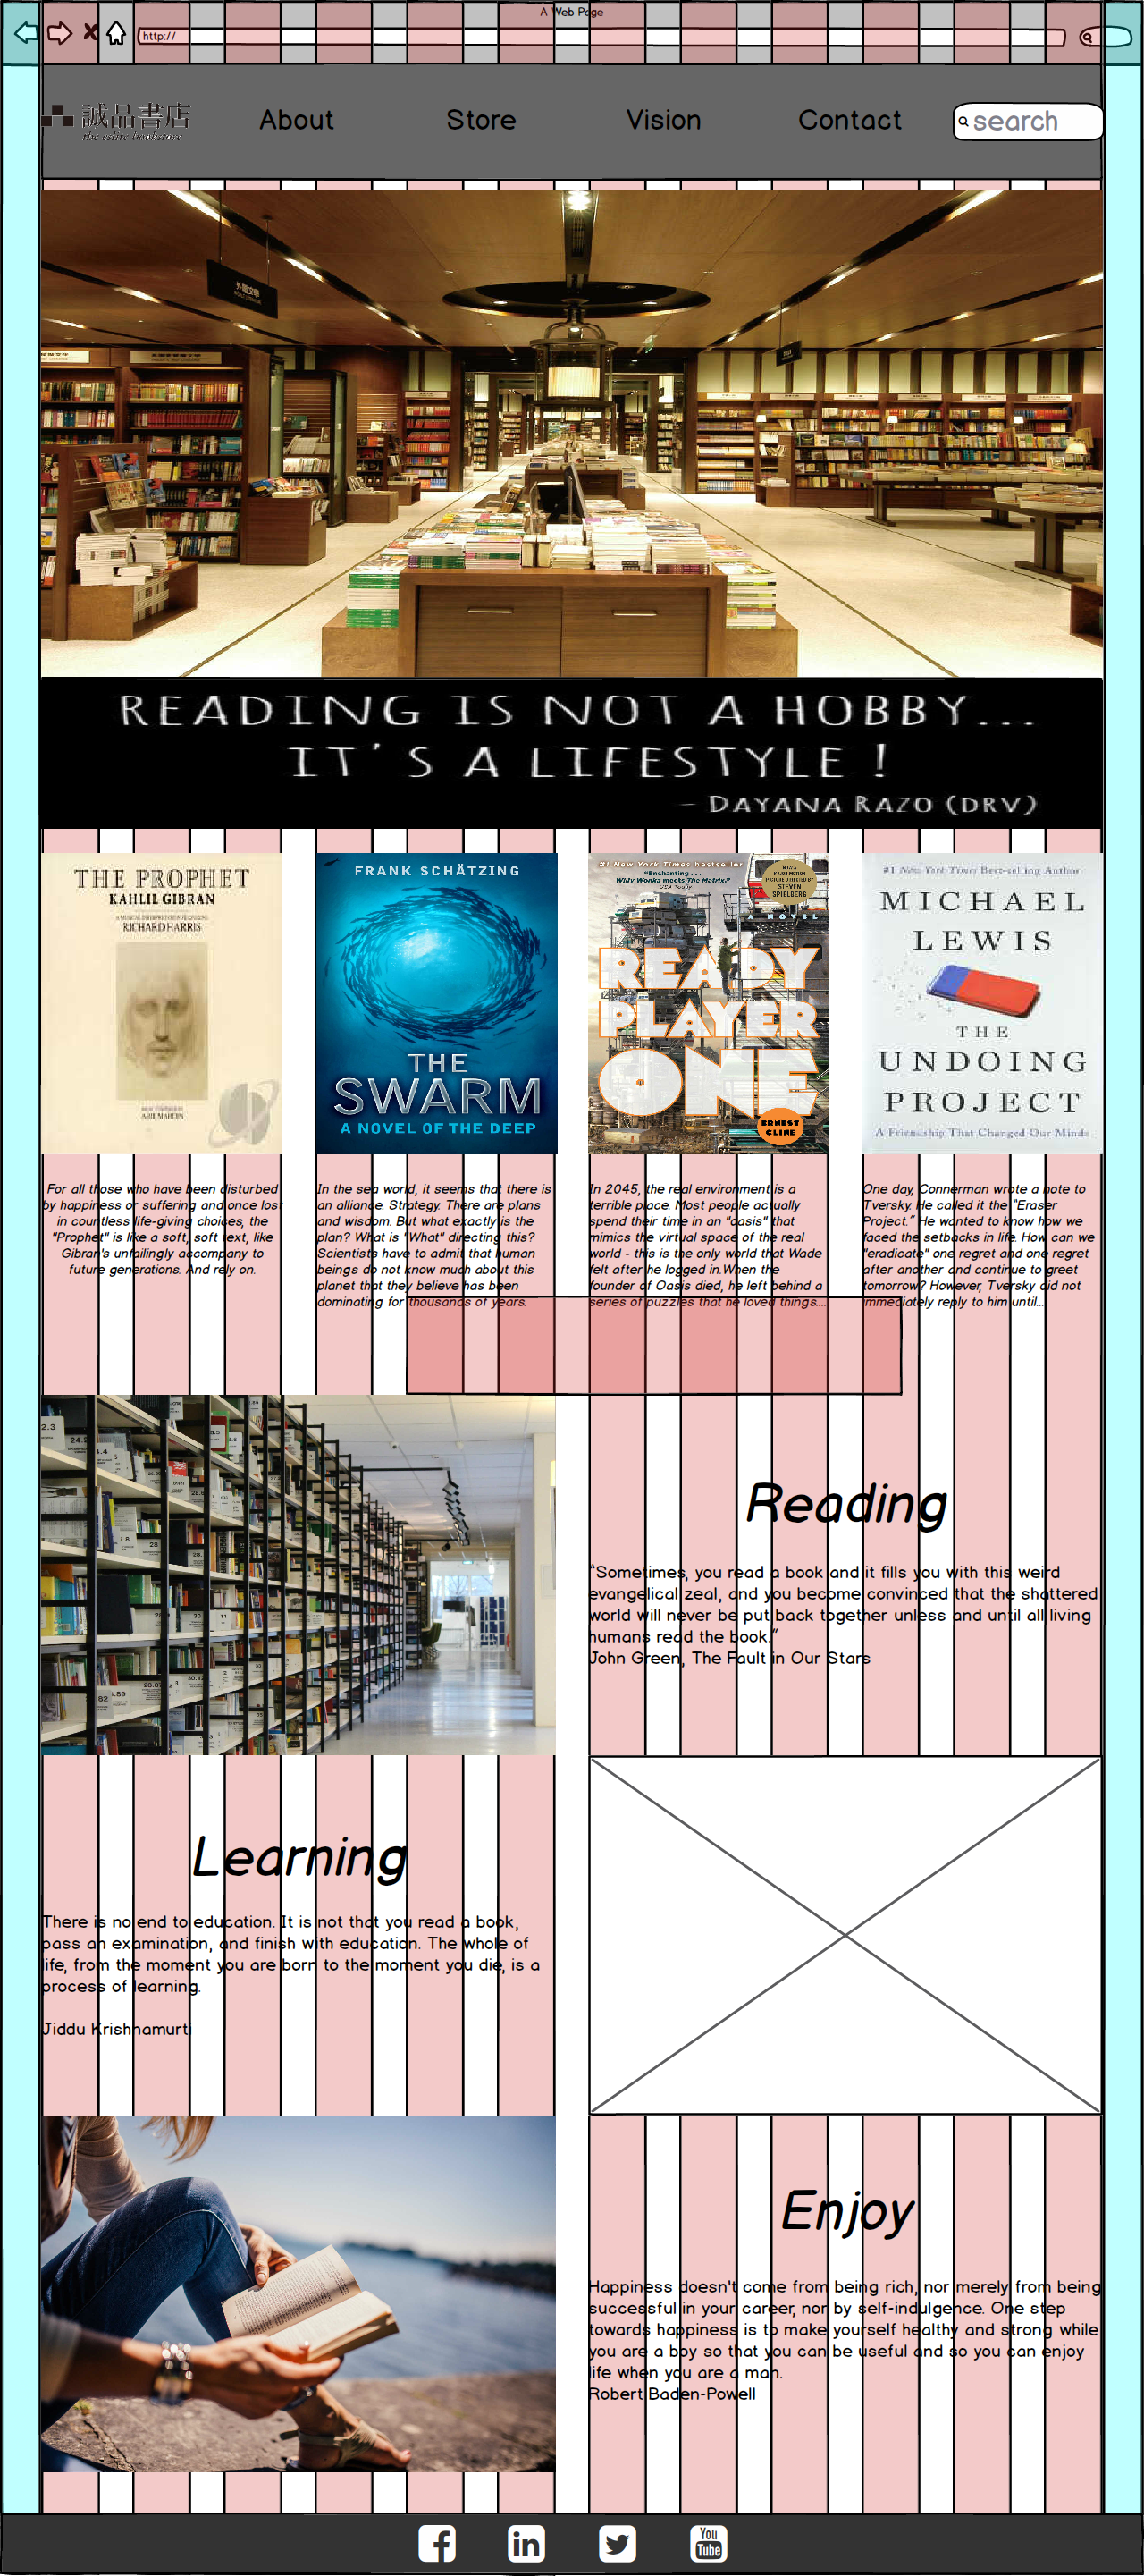 A Web Page
http://
誠品書店
the eslite bookstore
About
Store
Vision
Contact
search
READING IS NOT A HOBBY...
IT'S A LIFESTYLE !
- DAYANA RAZO (DRV)
THE PROPHET
KAHLIL GIBRAN
A MUSICAL INTERPRETATION FEATURING
RICHARD HARRIS
ARIF MARDIN
FRANK SCHÄTZING
THE
SWARM
A NOVEL OF THE DEEP
#1 New York Times bestseller
"Enchanting . . .
Willy Wonka meets The Matrix."
USA Today
STEVEN
SPIELBERG
A NOVEL
READY
PLAYER
ONE
ERNEST
CLINE
#1 New York Times Best-selling Author
MICHAEL
LEWIS
THE
UNDOING
PROJECT
A Friendship That Changed Our Minds
For all those who have been disturbed
by happiness or suffering and once lost
in countless life-giving choices, the
"Prophet" is like a soft, soft text, like
Gibran's unfailingly accompany to
future generations. And rely on.
In the sea world, it seems that there is
an alliance. Strategy. There are plans
and wisdom. But what exactly is the
plan? What is "What" directing this?
Scientists have to admit that human
beings do not know much about this
planet that they believe has been
dominating for thousands of years.
In 2045, the real environment is a
terrible place. Most people actually
spend their time in an "oasis" that
mimics the virtual space of the real
world - this is the only world that Wade
felt after he logged in.When the
founder of Oasis died, he left behind a
series of puzzles that he loved things....
One day, Connerman wrote a note to
Tversky. He called it the "Eraser
Project." He wanted to know how we
faced the setbacks in life. How can we
"eradicate" one regret and one regret
after another and continue to greet
tomorrow? However, Tversky did not
immediately reply to him until...
Reading
"Sometimes, you read a book and it fills you with this weird
evangelical zeal, and you become convinced that the shattered
world will never be put back together unless and until all living
humans read the book."
John Green, The Fault in Our Stars
Learning
There is no end to education. It is not that you read a book,
pass an examination, and finish with education. The whole of
life, from the moment you are born to the moment you die, is a
process of learning.
Jiddu Krishnamurti
Enjoy
Happiness doesn't come from being rich, nor merely from being
successful in your career, nor by self-indulgence. One step
towards happiness is to make yourself healthy and strong while
you are a boy so that you can be useful and so you can enjoy
life when you are a man.
Robert Baden-Powell
You
Tube